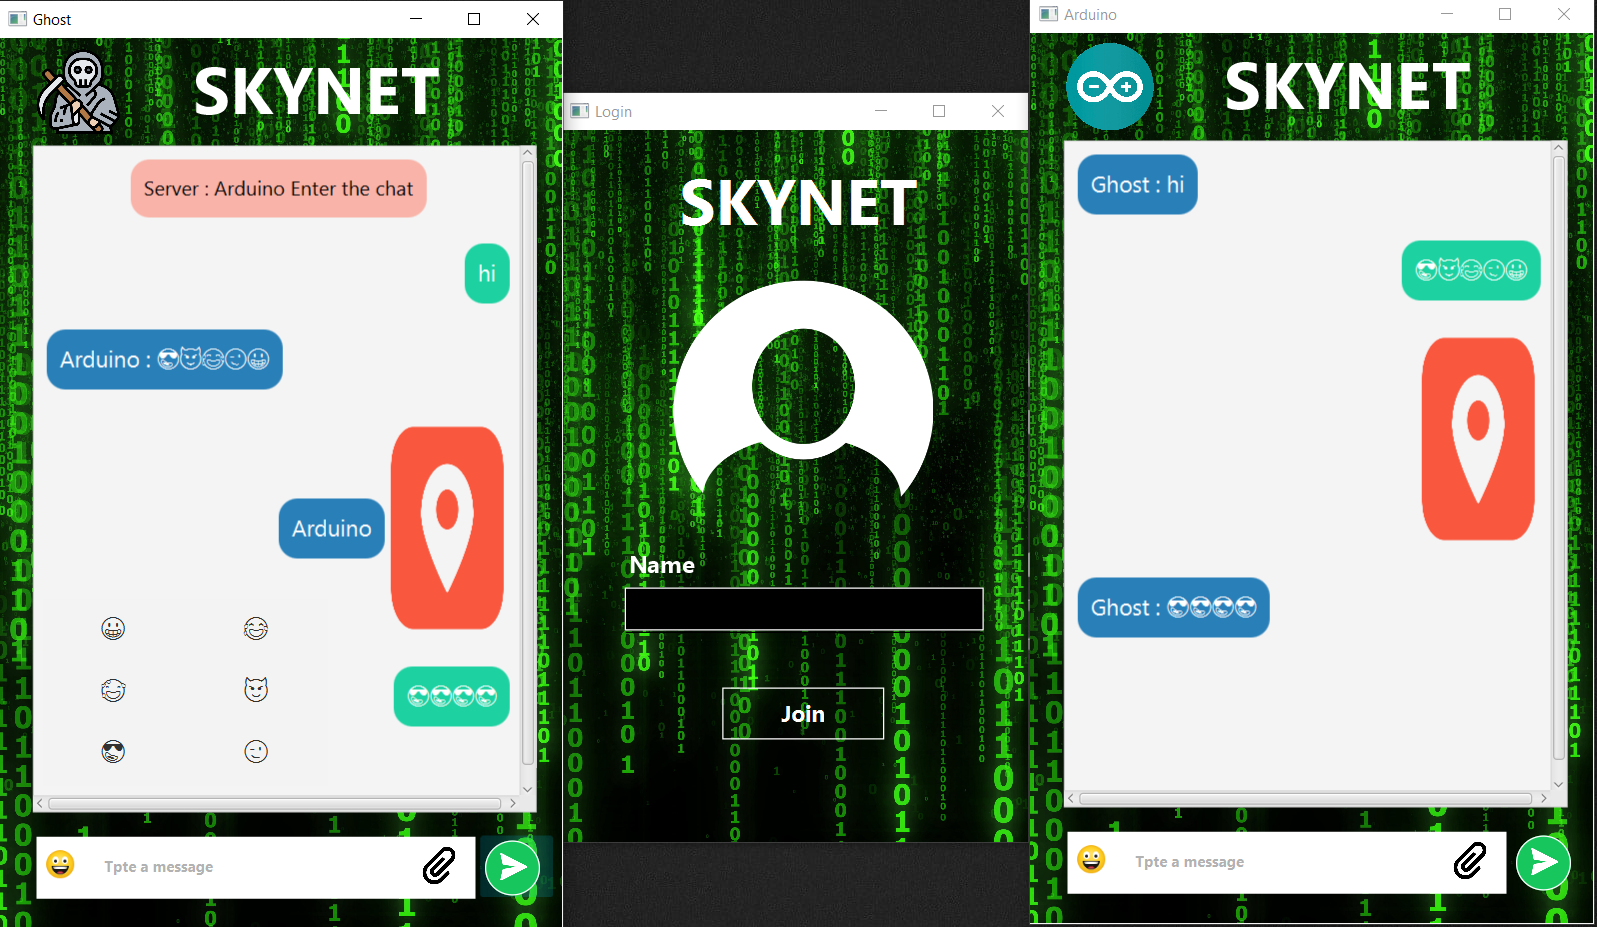 Ghost
SKYNET
Server : Arduino Enter the chat
hi
Arduino : 😎😈😂😉😀
Arduino
😎😎😎😎
Tpte a message
Login
SKYNET
Name
Join
Arduino
SKYNET
Ghost : hi
😎😈😂😉😀
Ghost : 😎😎😎😎
Tpte a message